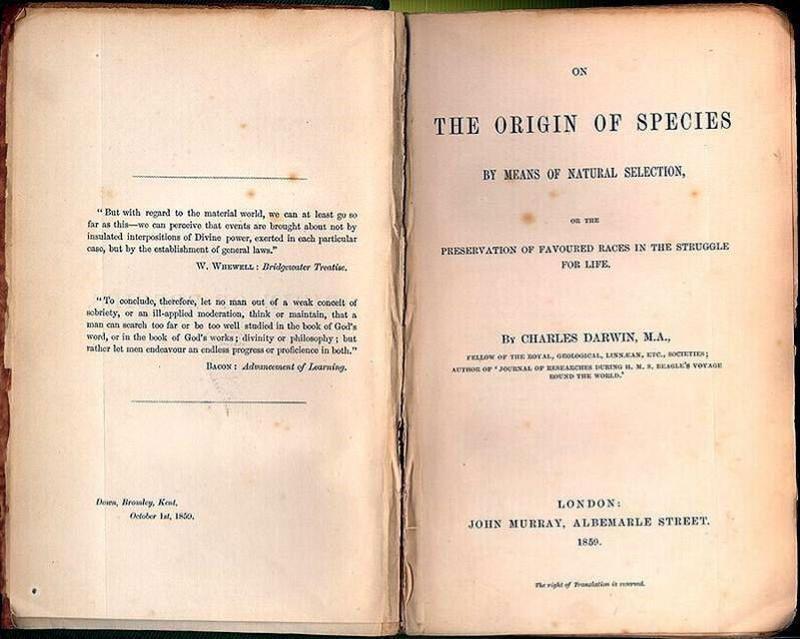 "But with regard to the material world, we can at least go so
far as this—we can perceive that events are brought about not by
insulated interpositions of Divine power, exerted in each particular
case, but by the establishment of general laws."
W. WHEWELL: Bridgewater Treatise.
"To conclude, therefore, let no man out of a weak conceit of
sobriety, or an ill-applied moderation, think or maintain, that a
man can search too far or be too well studied in the book of God's
word, or in the book of God's works; divinity or philosophy; but
rather let men endeavour an endless progress or proficience in both."
BACON: Advancement of Learning.
Down, Bromley, Kent,
October 1st, 1859.
ON
THE ORIGIN OF SPECIES
BY MEANS OF NATURAL SELECTION,
OR THE
PRESERVATION OF FAVOURED RACES IN THE STRUGGLE
FOR LIFE.
BY CHARLES DARWIN, M.A.,
FELLOW OF THE ROYAL, GEOLOGICAL, LINNÆAN, ETC., SOCIETIES;
AUTHOR OF 'JOURNAL OF RESEARCHES DURING H. M. S. BEAGLE'S VOYAGE
ROUND THE WORLD.'
LONDON:
JOHN MURRAY, ALBEMARLE STREET.
1859.
The right of Translation is reserved.